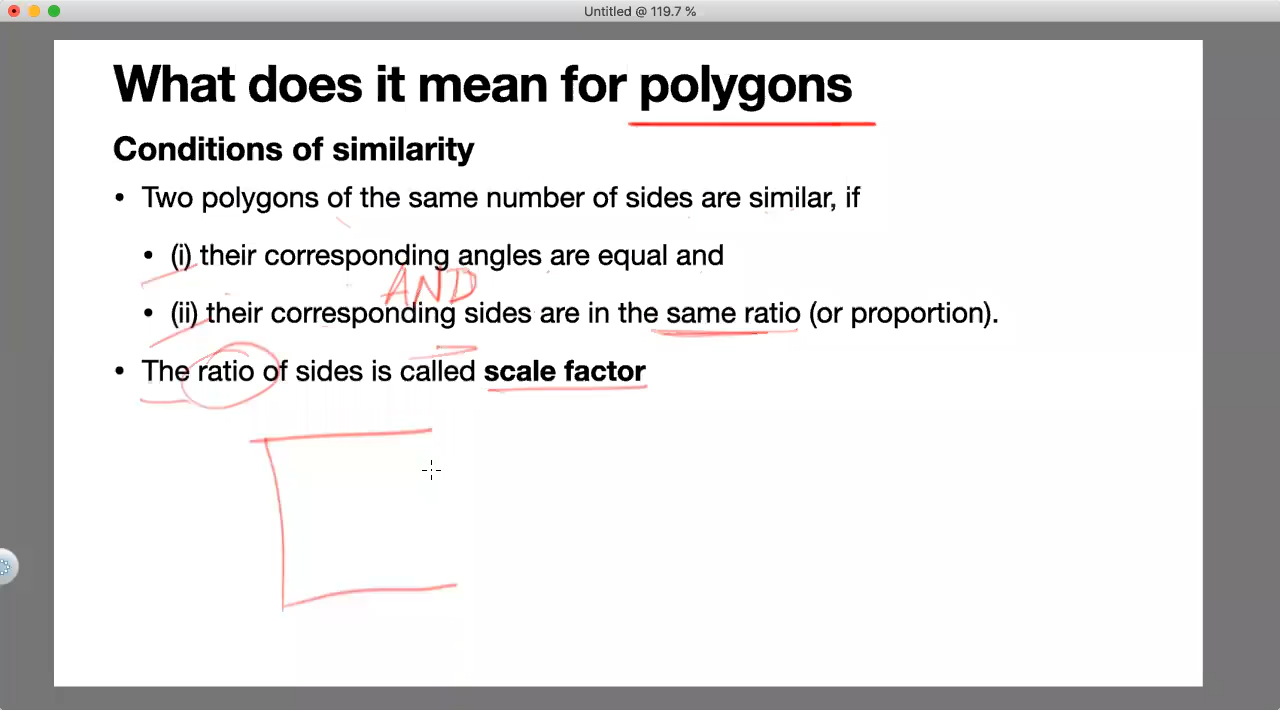 Untitled @ 119.7 %
What does it mean for polygons
Conditions of similarity
• Two polygons of the same number of sides are similar, if
• (i) their corresponding angles are equal and
AND
• (ii) their corresponding sides are in the same ratio (or proportion).
• The ratio of sides is called scale factor